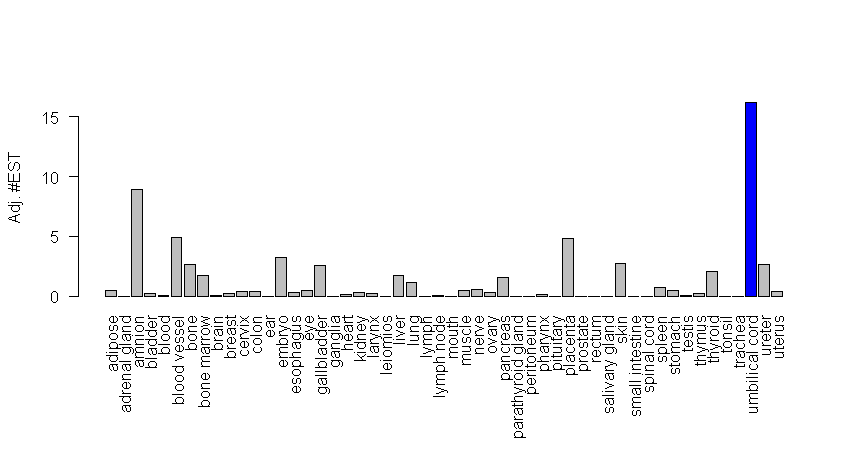 Adj. #EST
15
10
5
0
adipose
adrenal gland
amnion
bladder
blood
blood vessel
bone
bone marrow
brain
breast
cervix
colon
ear
embryo
esophagus
eye
gallbladder
ganglia
heart
kidney
larynx
leiomios
liver
lung
lymph
lymph node
mouth
muscle
nerve
ovary
pancreas
parathyroid gland
peritoneum
pharynx
pituitary
placenta
prostate
rectum
salivary gland
skin
small intestine
spinal cord
spleen
stomach
testis
thymus
thyroid
tonsil
trachea
umbilical cord
ureter
uterus